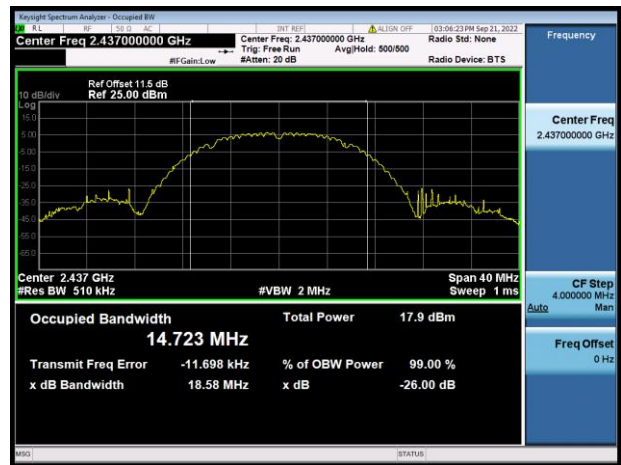 Keysight Spectrum Analyzer - Occupied BW
RL RF 50 Ω AC INT REF ALIGN OFF 03:06:23 PM Sep 21, 2022
Center Freq 2.437000000 GHz Center Freq: 2.437000000 GHz Radio Std: None Frequency
Trig: Free Run Avg|Hold: 500/500
#IFGain:Low #Atten: 20 dB Radio Device: BTS
Ref Offset 11.5 dB
10 dB/div Ref 25.00 dBm
Log
15.0
5.00
-5.00
-15.0
-25.0
-35.0
-45.0
-55.0
-65.0
Center Freq
2.437000000 GHz
Center 2.437 GHz Span 40 MHz
#Res BW 510 kHz #VBW 2 MHz Sweep 1 ms
CF Step
4.000000 MHz
Auto Man
Occupied Bandwidth Total Power 17.9 dBm
14.723 MHz
Transmit Freq Error -11.698 kHz % of OBW Power 99.00 %
x dB Bandwidth 18.58 MHz x dB -26.00 dB
Freq Offset
0 Hz
MSG STATUS